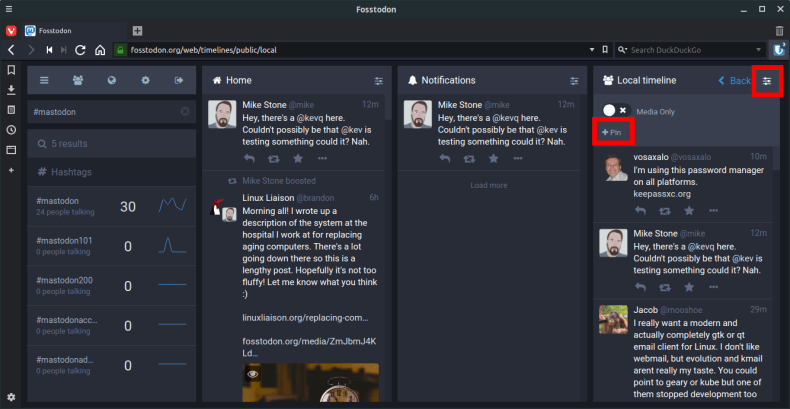 Fosstodon
Fosstodon
fosstodon.org/web/timelines/public/local
Search DuckDuckGo
#mastodon
5 results
# Hashtags
#mastodon
24 people talking
30
#mastodon101
0 people talking
0
#mastodon200
0 people talking
0
#mastodonacc...
0 people talking
0
#mastodonad...
0 people talking
0
Home
Mike Stone @mike 12m
Hey, there's a @kevq here.
Couldn't possibly be that @kev is
testing something could it? Nah.
Mike Stone boosted
Linux Liaison @brandon 6h
Morning all! I wrote up a
description of the system at the
hospital I work at for replacing
aging computers. There's a lot
going down there so this is a
lengthy post. Hopefully it's not too
fluffy! Let me know what you think
:)
linuxliaison.org/replacing-com...
fosstodon.org/media/ZmJbmJ4K
Ld...
Notifications
Mike Stone @mike 12m
Hey, there's a @kevq here.
Couldn't possibly be that @kev is
testing something could it? Nah.
Load more
Local timeline
Back
Media Only
+ Pin
vosaxalo @vosaxalo 10m
I'm using this password manager
on all platforms.
keepassxc.org
Mike Stone @mike 12m
Hey, there's a @kevq here.
Couldn't possibly be that @kev is
testing something could it? Nah.
Jacob @mooshoe 29m
I really want a modern and
actually completely gtk or qt
email client for Linux. I don't like
webmail, but evolution and kmail
arent really my taste. You could
point to geary or kube but one of
them stopped development too